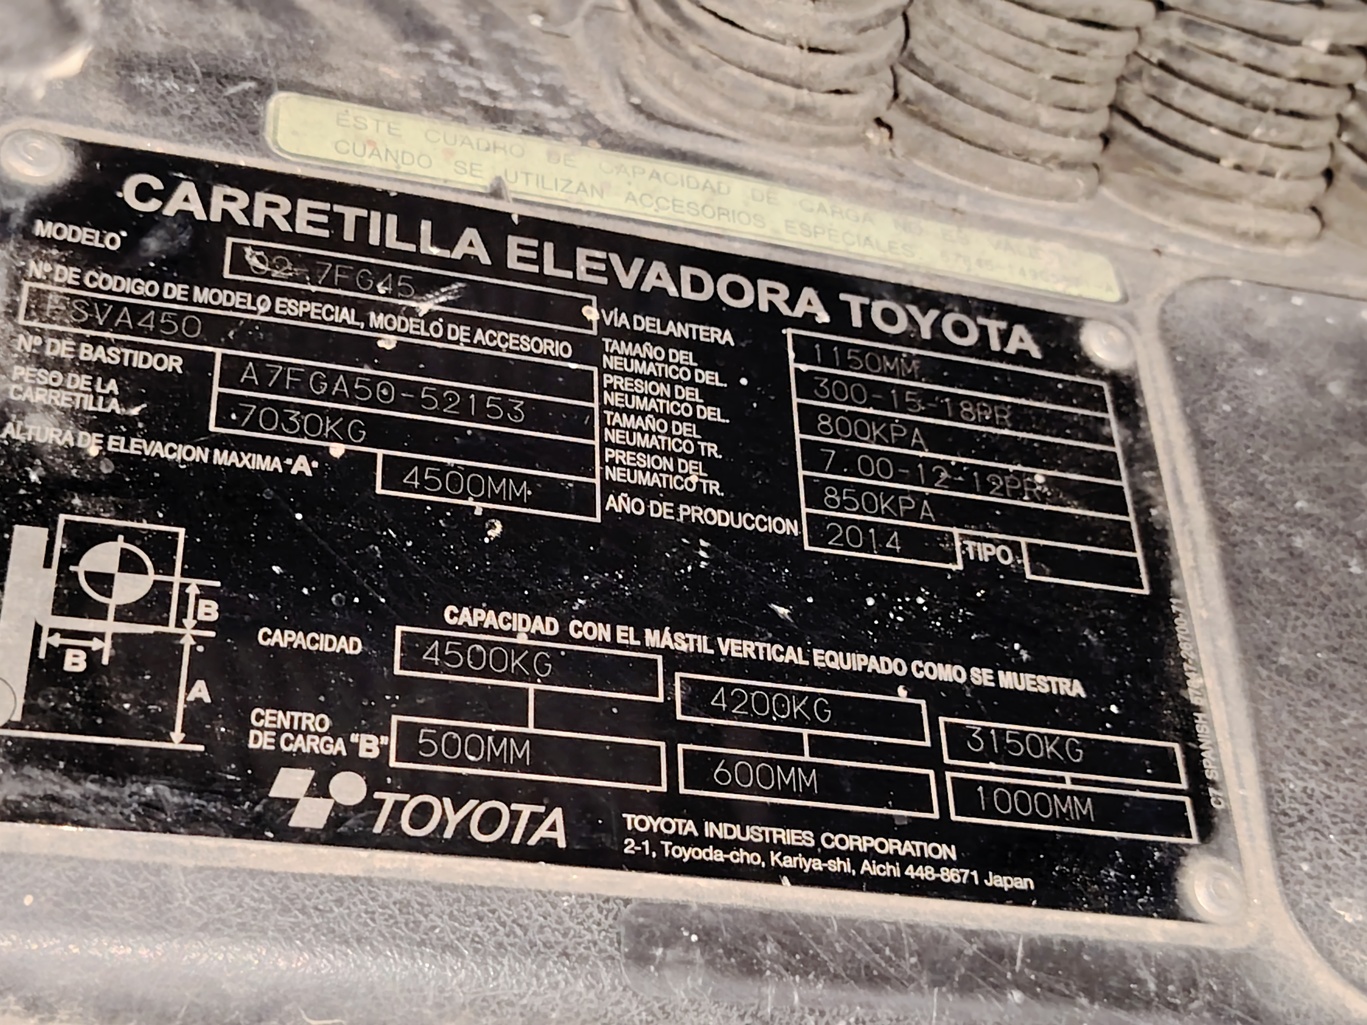 ESTE CUADRO DE CAPACIDAD DE CARGA NO ES VALIDO
CUANDO SE UTILIZAN ACCESORIOS ESPECIALES.
CARRETILLA ELEVADORA TOYOTA
MODELO 02-7FG45
Nº DE CODIGO DE MODELO ESPECIAL, MODELO DE ACCESORIO
FSVA450
Nº DE BASTIDOR A7FGA50-52153
PESO DE LA CARRETILLA 7030KG
ALTURA DE ELEVACION MAXIMA "A" 4500MM
VÍA DELANTERA 1150MM
TAMAÑO DEL NEUMATICO DEL. 300-15-18PR
PRESION DEL NEUMATICO DEL. 800KPA
TAMAÑO DEL NEUMATICO TR. 7.00-12-12PR
PRESION DEL NEUMATICO TR. 850KPA
AÑO DE PRODUCCION 2014 TIPO
B
B
A
CAPACIDAD CON EL MÁSTIL VERTICAL EQUIPADO COMO SE MUESTRA
CAPACIDAD 4500KG 4200KG 3150KG
CENTRO DE CARGA "B" 500MM 600MM 1000MM
TOYOTA
TOYOTA INDUSTRIES CORPORATION
2-1, Toyoda-cho, Kariya-shi, Aichi 448-8671 Japan
SPANISH